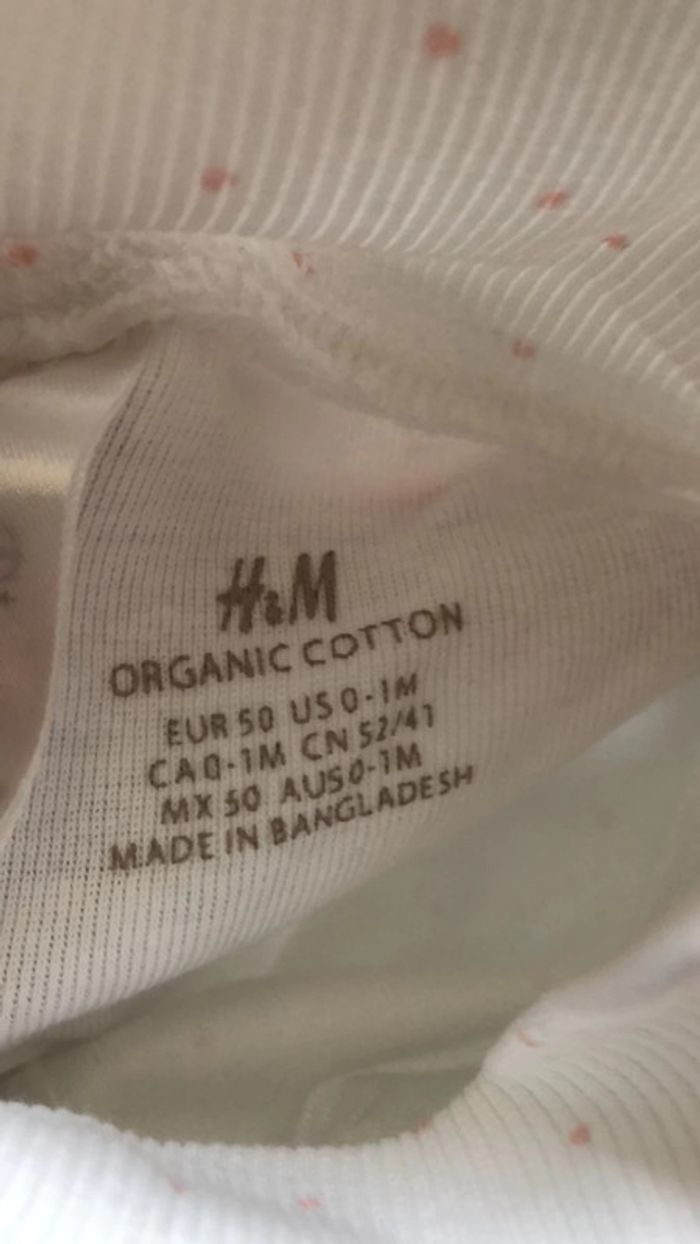 H&M
ORGANIC COTTON
EUR 50 US 0-1M
CA 0-1M CN 52/41
MX 50 AUS 0-1M
MADE IN BANGLADESH